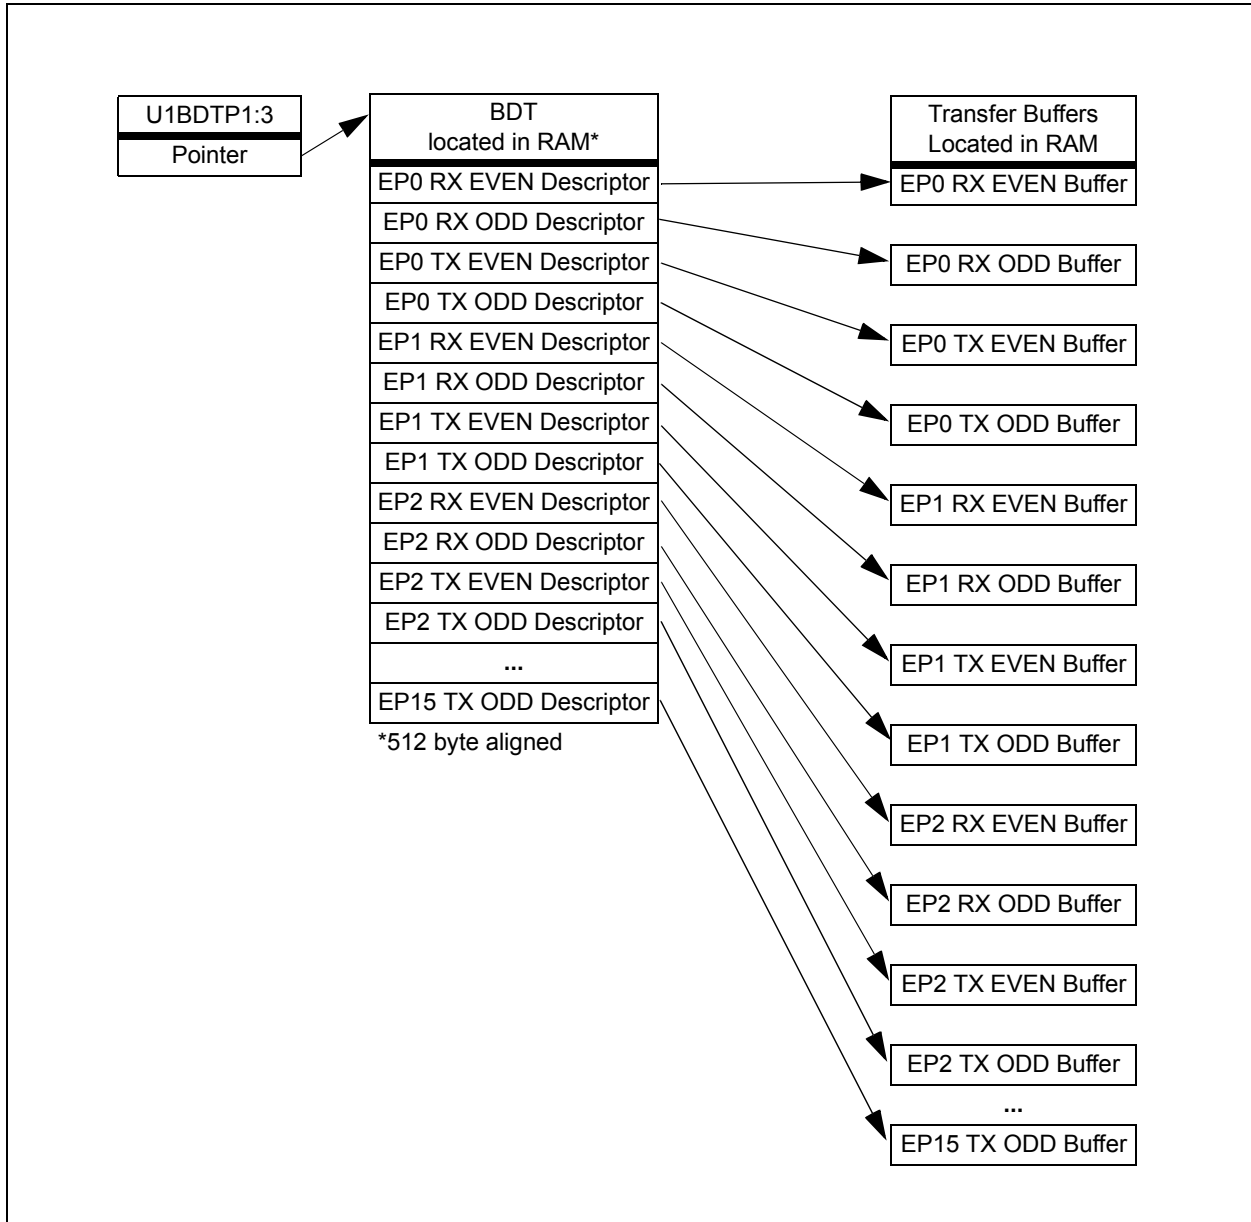 U1BDTP1:3
Pointer
BDT
located in RAM*
EP0 RX EVEN Descriptor
EP0 RX ODD Descriptor
EP0 TX EVEN Descriptor
EP0 TX ODD Descriptor
EP1 RX EVEN Descriptor
EP1 RX ODD Descriptor
EP1 TX EVEN Descriptor
EP1 TX ODD Descriptor
EP2 RX EVEN Descriptor
EP2 RX ODD Descriptor
EP2 TX EVEN Descriptor
EP2 TX ODD Descriptor
...
EP15 TX ODD Descriptor
*512 byte aligned
Transfer Buffers
Located in RAM
EP0 RX EVEN Buffer
EP0 RX ODD Buffer
EP0 TX EVEN Buffer
EP0 TX ODD Buffer
EP1 RX EVEN Buffer
EP1 RX ODD Buffer
EP1 TX EVEN Buffer
EP1 TX ODD Buffer
EP2 RX EVEN Buffer
EP2 RX ODD Buffer
EP2 TX EVEN Buffer
EP2 TX ODD Buffer
...
EP15 TX ODD Buffer